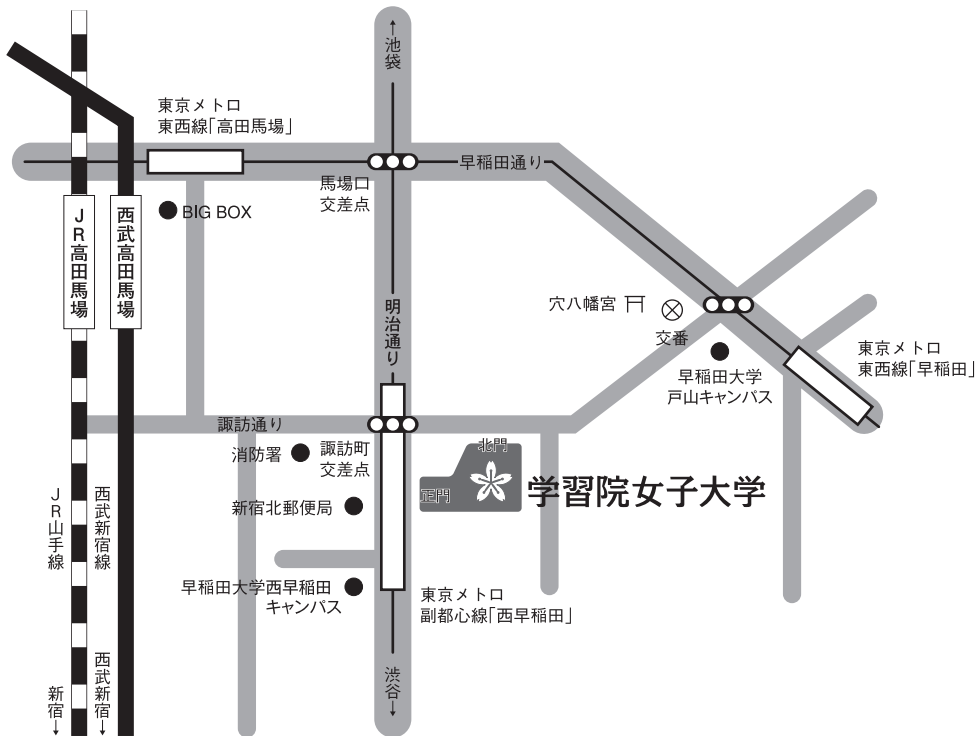 ←池袋
東京メトロ
東西線「高田馬場」
早稲田通り
馬場口
交差点
BIG BOX
JR高田馬場
西武高田馬場
明治通り
穴八幡宮
交番
東京メトロ
東西線「早稲田」
早稲田大学
戸山キャンパス
諏訪通り
消防署
諏訪町
交差点
北門
正門
学習院女子大学
新宿北郵便局
JR山手線
西武新宿線
早稲田大学西早稲田
キャンパス
東京メトロ
副都心線「西早稲田」
渋谷→
新宿→
西武新宿→